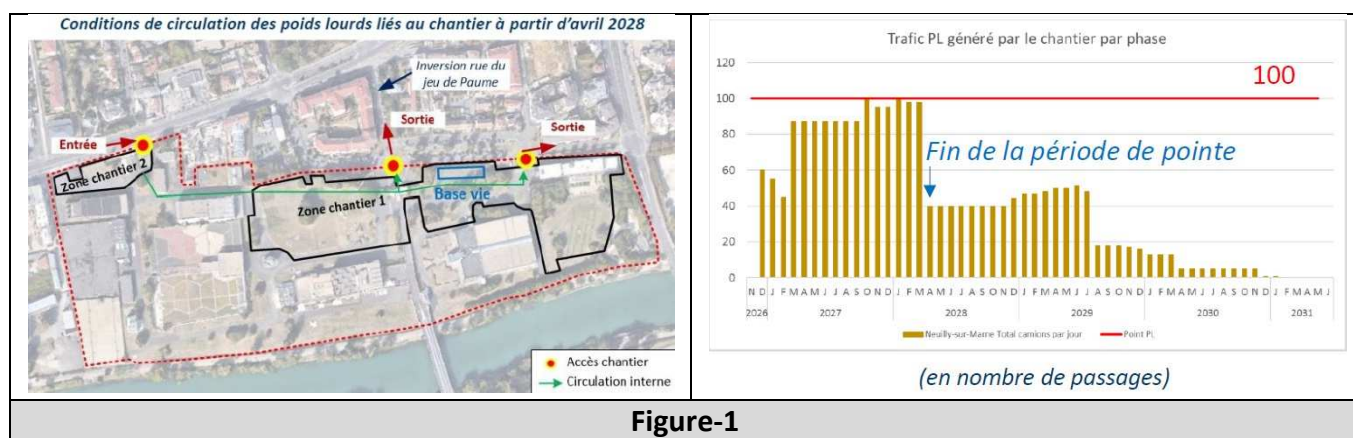 Conditions de circulation des poids lourds liés au chantier à partir d'avril 2028
Inversion rue du
jeu de Paume
Sortie
Sortie
Entrée
Zone chantier 2
Zone chantier 1
Base vie
Accès chantier
Circulation interne
Trafic PL généré par le chantier par phase
120
100
100
80
Fin de la période de pointe
60
40
20
0
N D J F M A M J J A S O N D J F M A M J J A S O N D J F M A M J J A S O N D J F M A M J J A S O N D J F M A M J
2026 2027 2028 2029 2030 2031
Neuilly-sur-Marne Total camions par jour Point PL
(en nombre de passages)
Figure-1